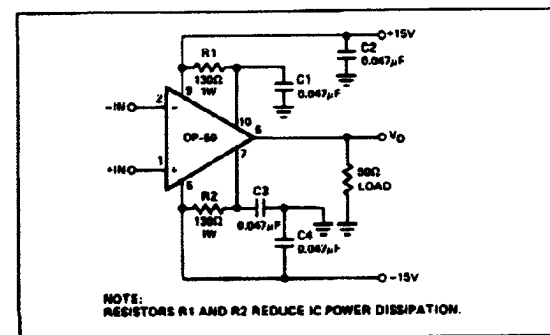 +15V
R1
C2
0.047µF
130Ω
1W
C1
0.047µF
9
-IN
2
-
10
6
OP-50
V_O
7
+IN
1
+
5
50Ω
LOAD
R2
C3
130Ω
1W
0.047µF
C4
0.047µF
-15V
NOTE:
RESISTORS R1 AND R2 REDUCE IC POWER DISSIPATION.